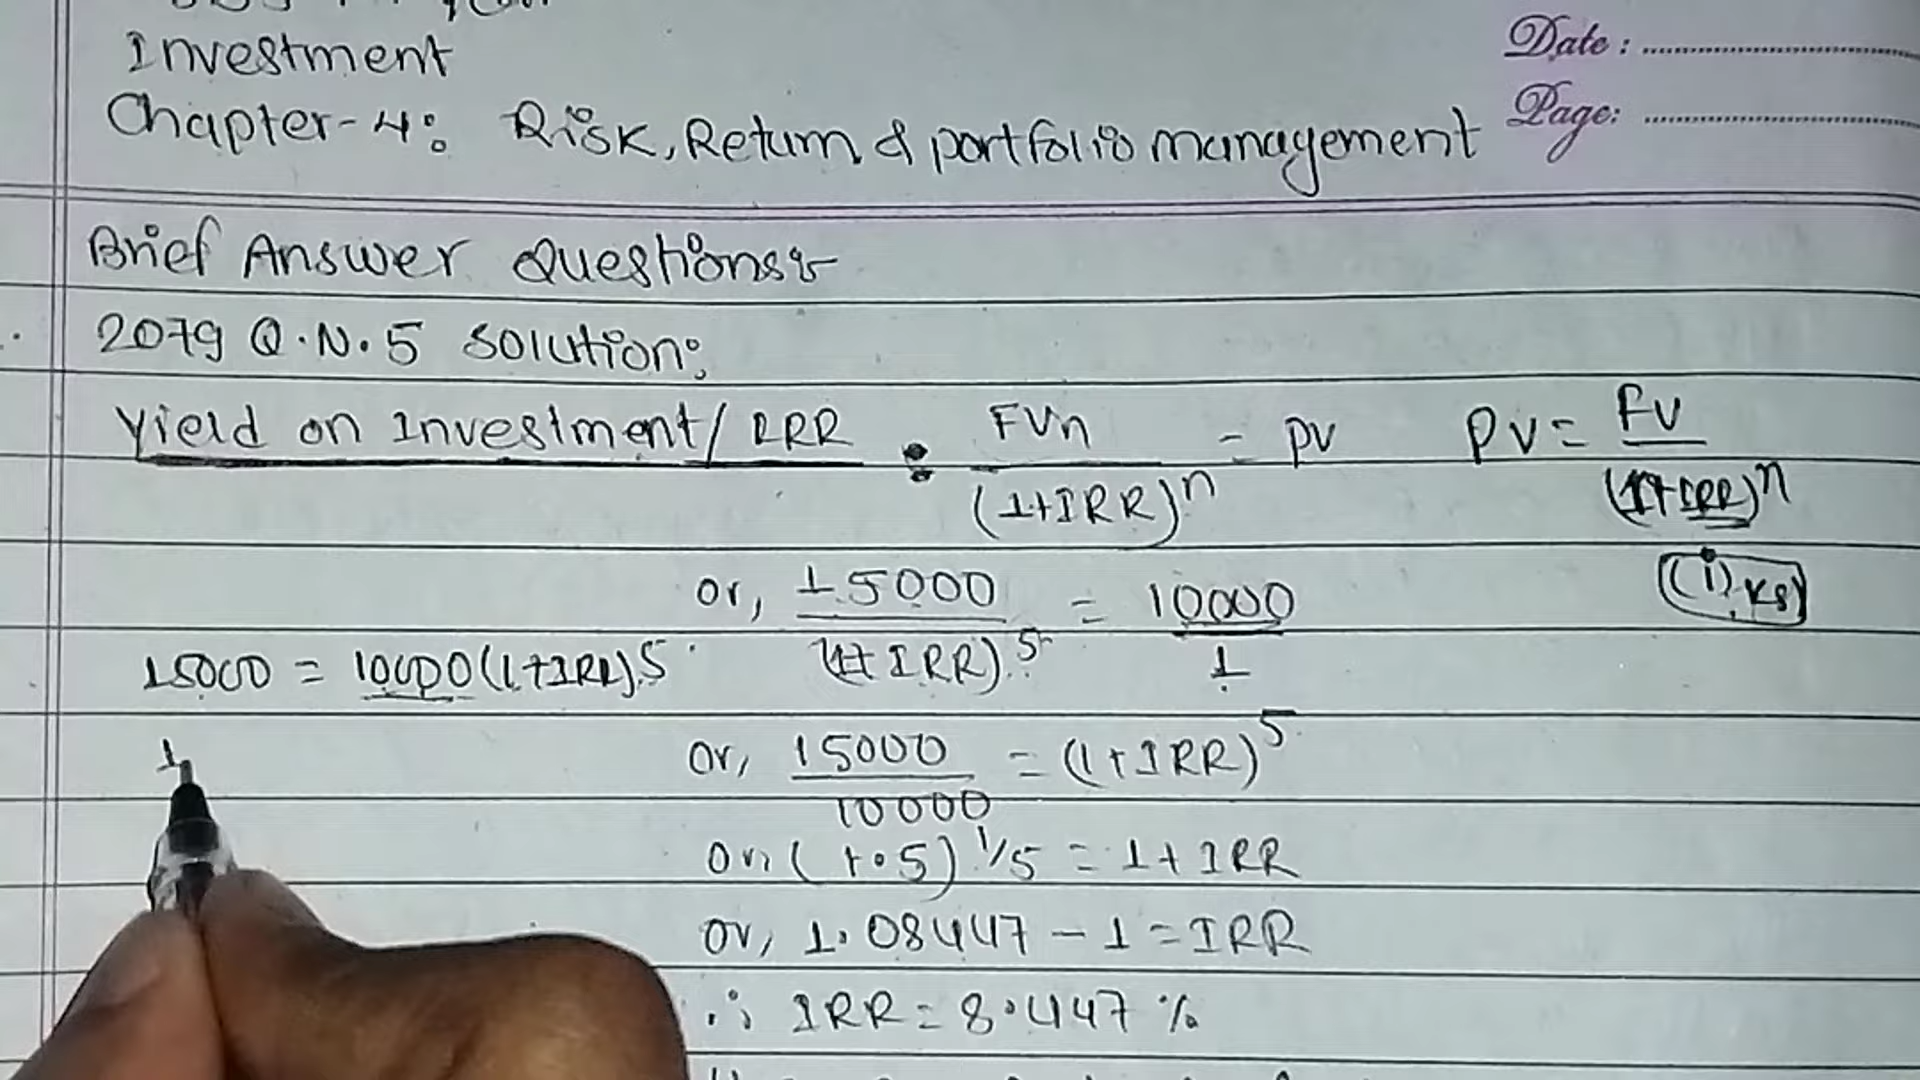 Investment
Date : ..................
Chapter-4: Risk, Return & portfolio management
Page: ..................
Brief Answer Questions:-
2079 Q.N.5 Solution:
Yield on Investment/ IRR : FVn / (1+IRR)^n = PV PV = FV / (1+IRR)^n
(i) KS
or, 15000 / (1+IRR)^5 = 10000 / 1
15000 = 10000(1+IRR)^5
1
or, 15000 / 10000 = (1+IRR)^5
or, (1.5)^1/5 = 1+IRR
or, 1.08447 - 1 = IRR
∴ IRR = 8.447 %